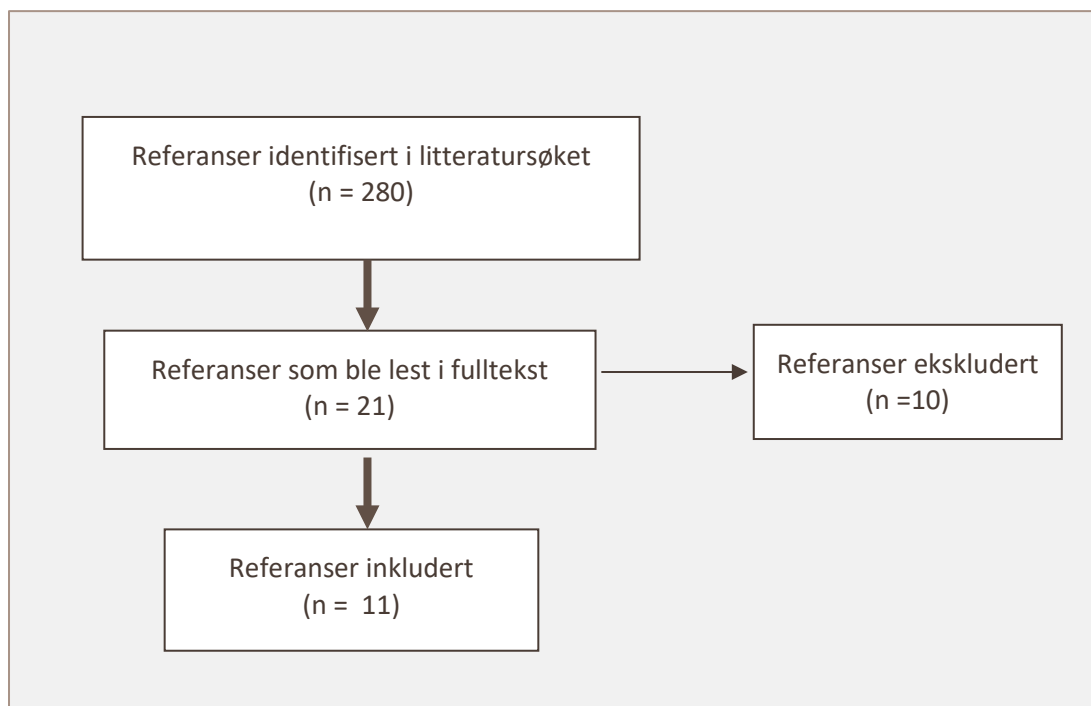 Referanser identifisert i litteratursøket
(n = 280)
Referanser som ble lest i fulltekst
(n = 21)
Referanser ekskludert
(n =10)
Referanser inkludert
(n =  11)